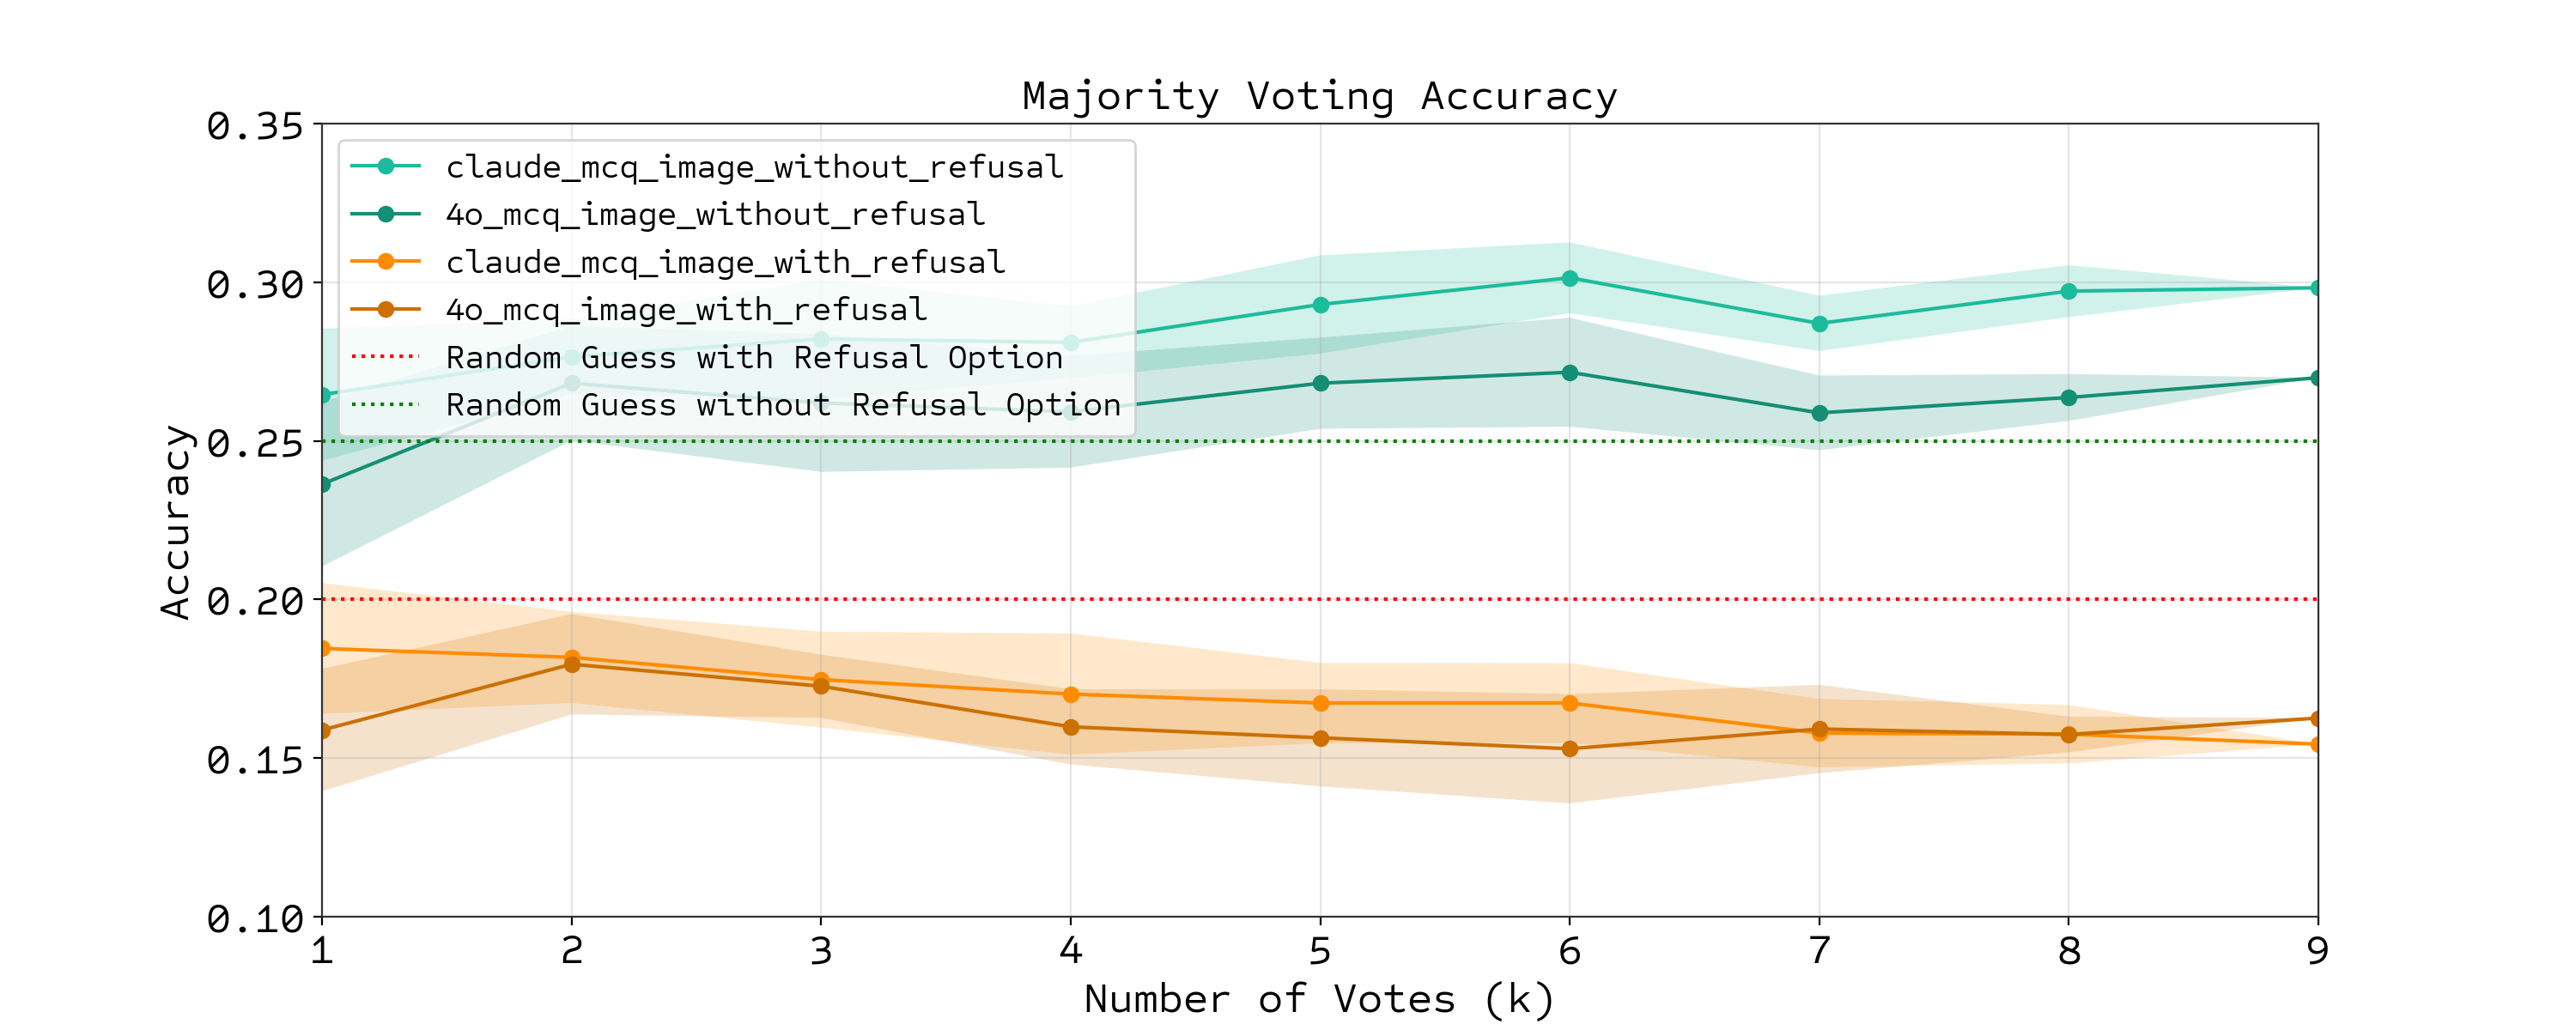 Majority Voting Accuracy
0.35
0.30
0.25
0.20
0.15
0.10
Accuracy
claude_mcq_image_without_refusal
4o_mcq_image_without_refusal
claude_mcq_image_with_refusal
4o_mcq_image_with_refusal
Random Guess with Refusal Option
Random Guess without Refusal Option
1 2 3 4 5 6 7 8 9
Number of Votes (k)